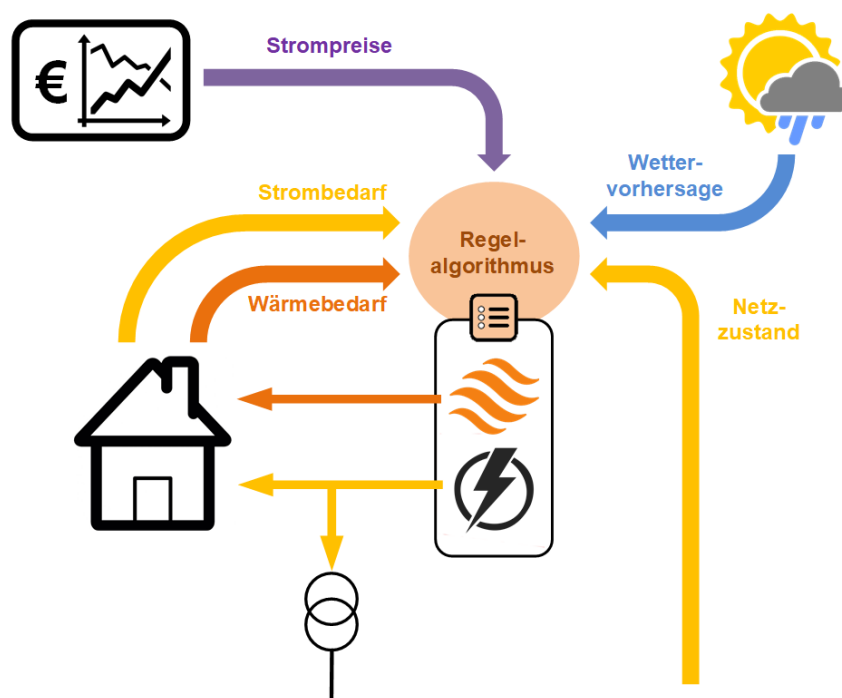 Strompreise
€
Wetter-
vorhersage
Strombedarf
Regel-
algorithmus
Wärmebedarf
Netz-
zustand